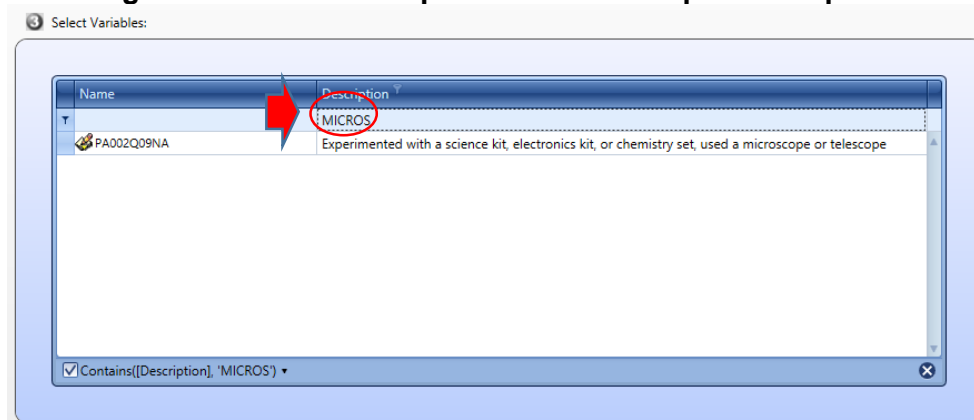 3 Select Variables:
Name Description
MICROS
PA002Q09NA Experimented with a science kit, electronics kit, or chemistry set, used a microscope or telescope
Contains([Description], 'MICROS')